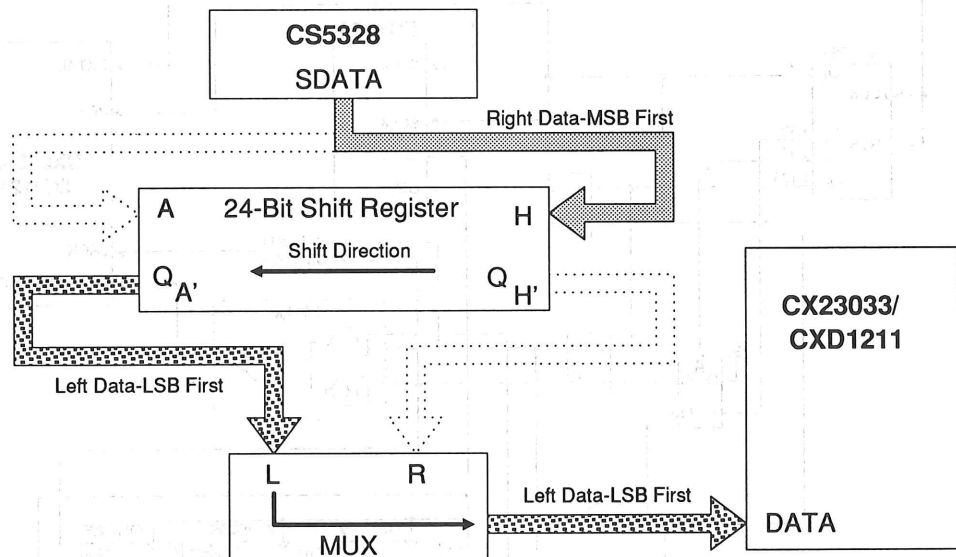 CS5328
SDATA
Right Data-MSB First
A
24-Bit Shift Register
H
Shift Direction
QA'
QH'
CX23033/
CXD1211
Left Data-LSB First
L
R
Left Data-LSB First
DATA
MUX